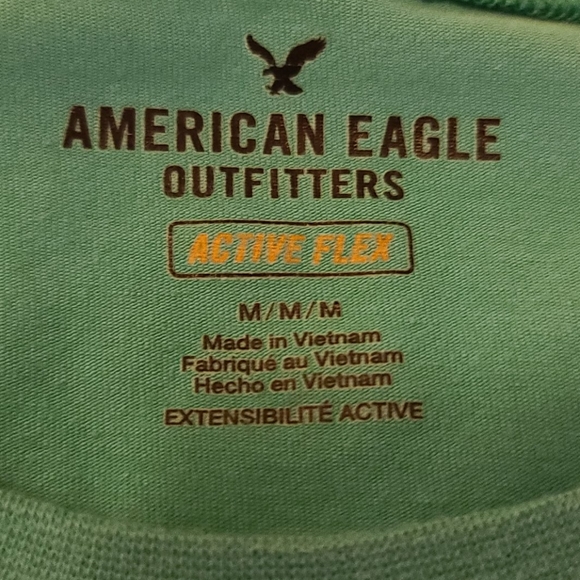 AMERICAN EAGLE
OUTFITTERS
ACTIVE FLEX
M/M/M
Made in Vietnam
Fabriqué au Vietnam
Hecho en Vietnam
EXTENSIBILITÉ ACTIVE